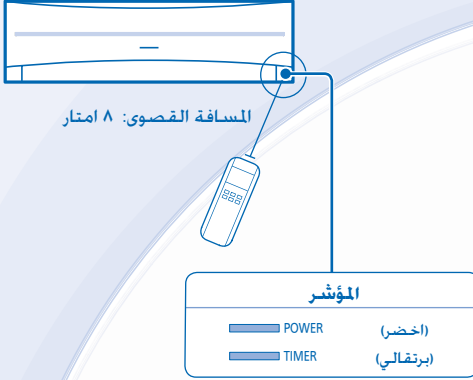 المسافة القصوى: ٨ امتار
المؤشر
(اخضر) POWER
(برتقالي) TIMER